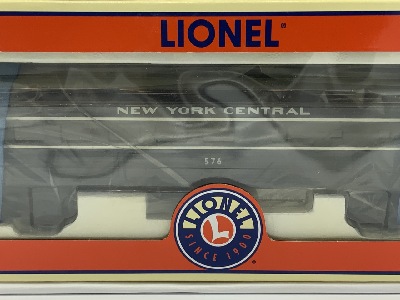 LIONEL®
NEW YORK CENTRAL
576
LIONEL
L
SINCE 1900
®